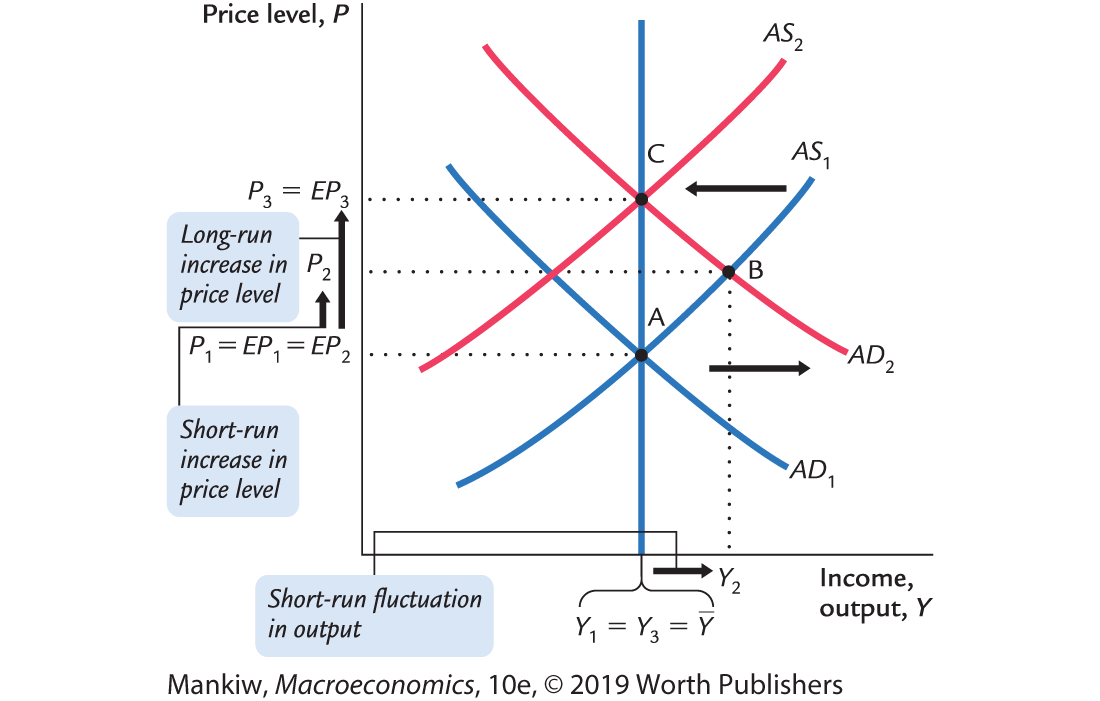 Price level, P
AS₂
C
AS₁
P₃ = EP₃
Long-run
increase in
price level
P₂
B
A
P₁ = EP₁ = EP₂
AD₂
Short-run
increase in
price level
AD₁
Short-run fluctuation
in output
Y₂
Income,
output, Y
Y₁ = Y₃ = Y̅
Mankiw, Macroeconomics, 10e, © 2019 Worth Publishers